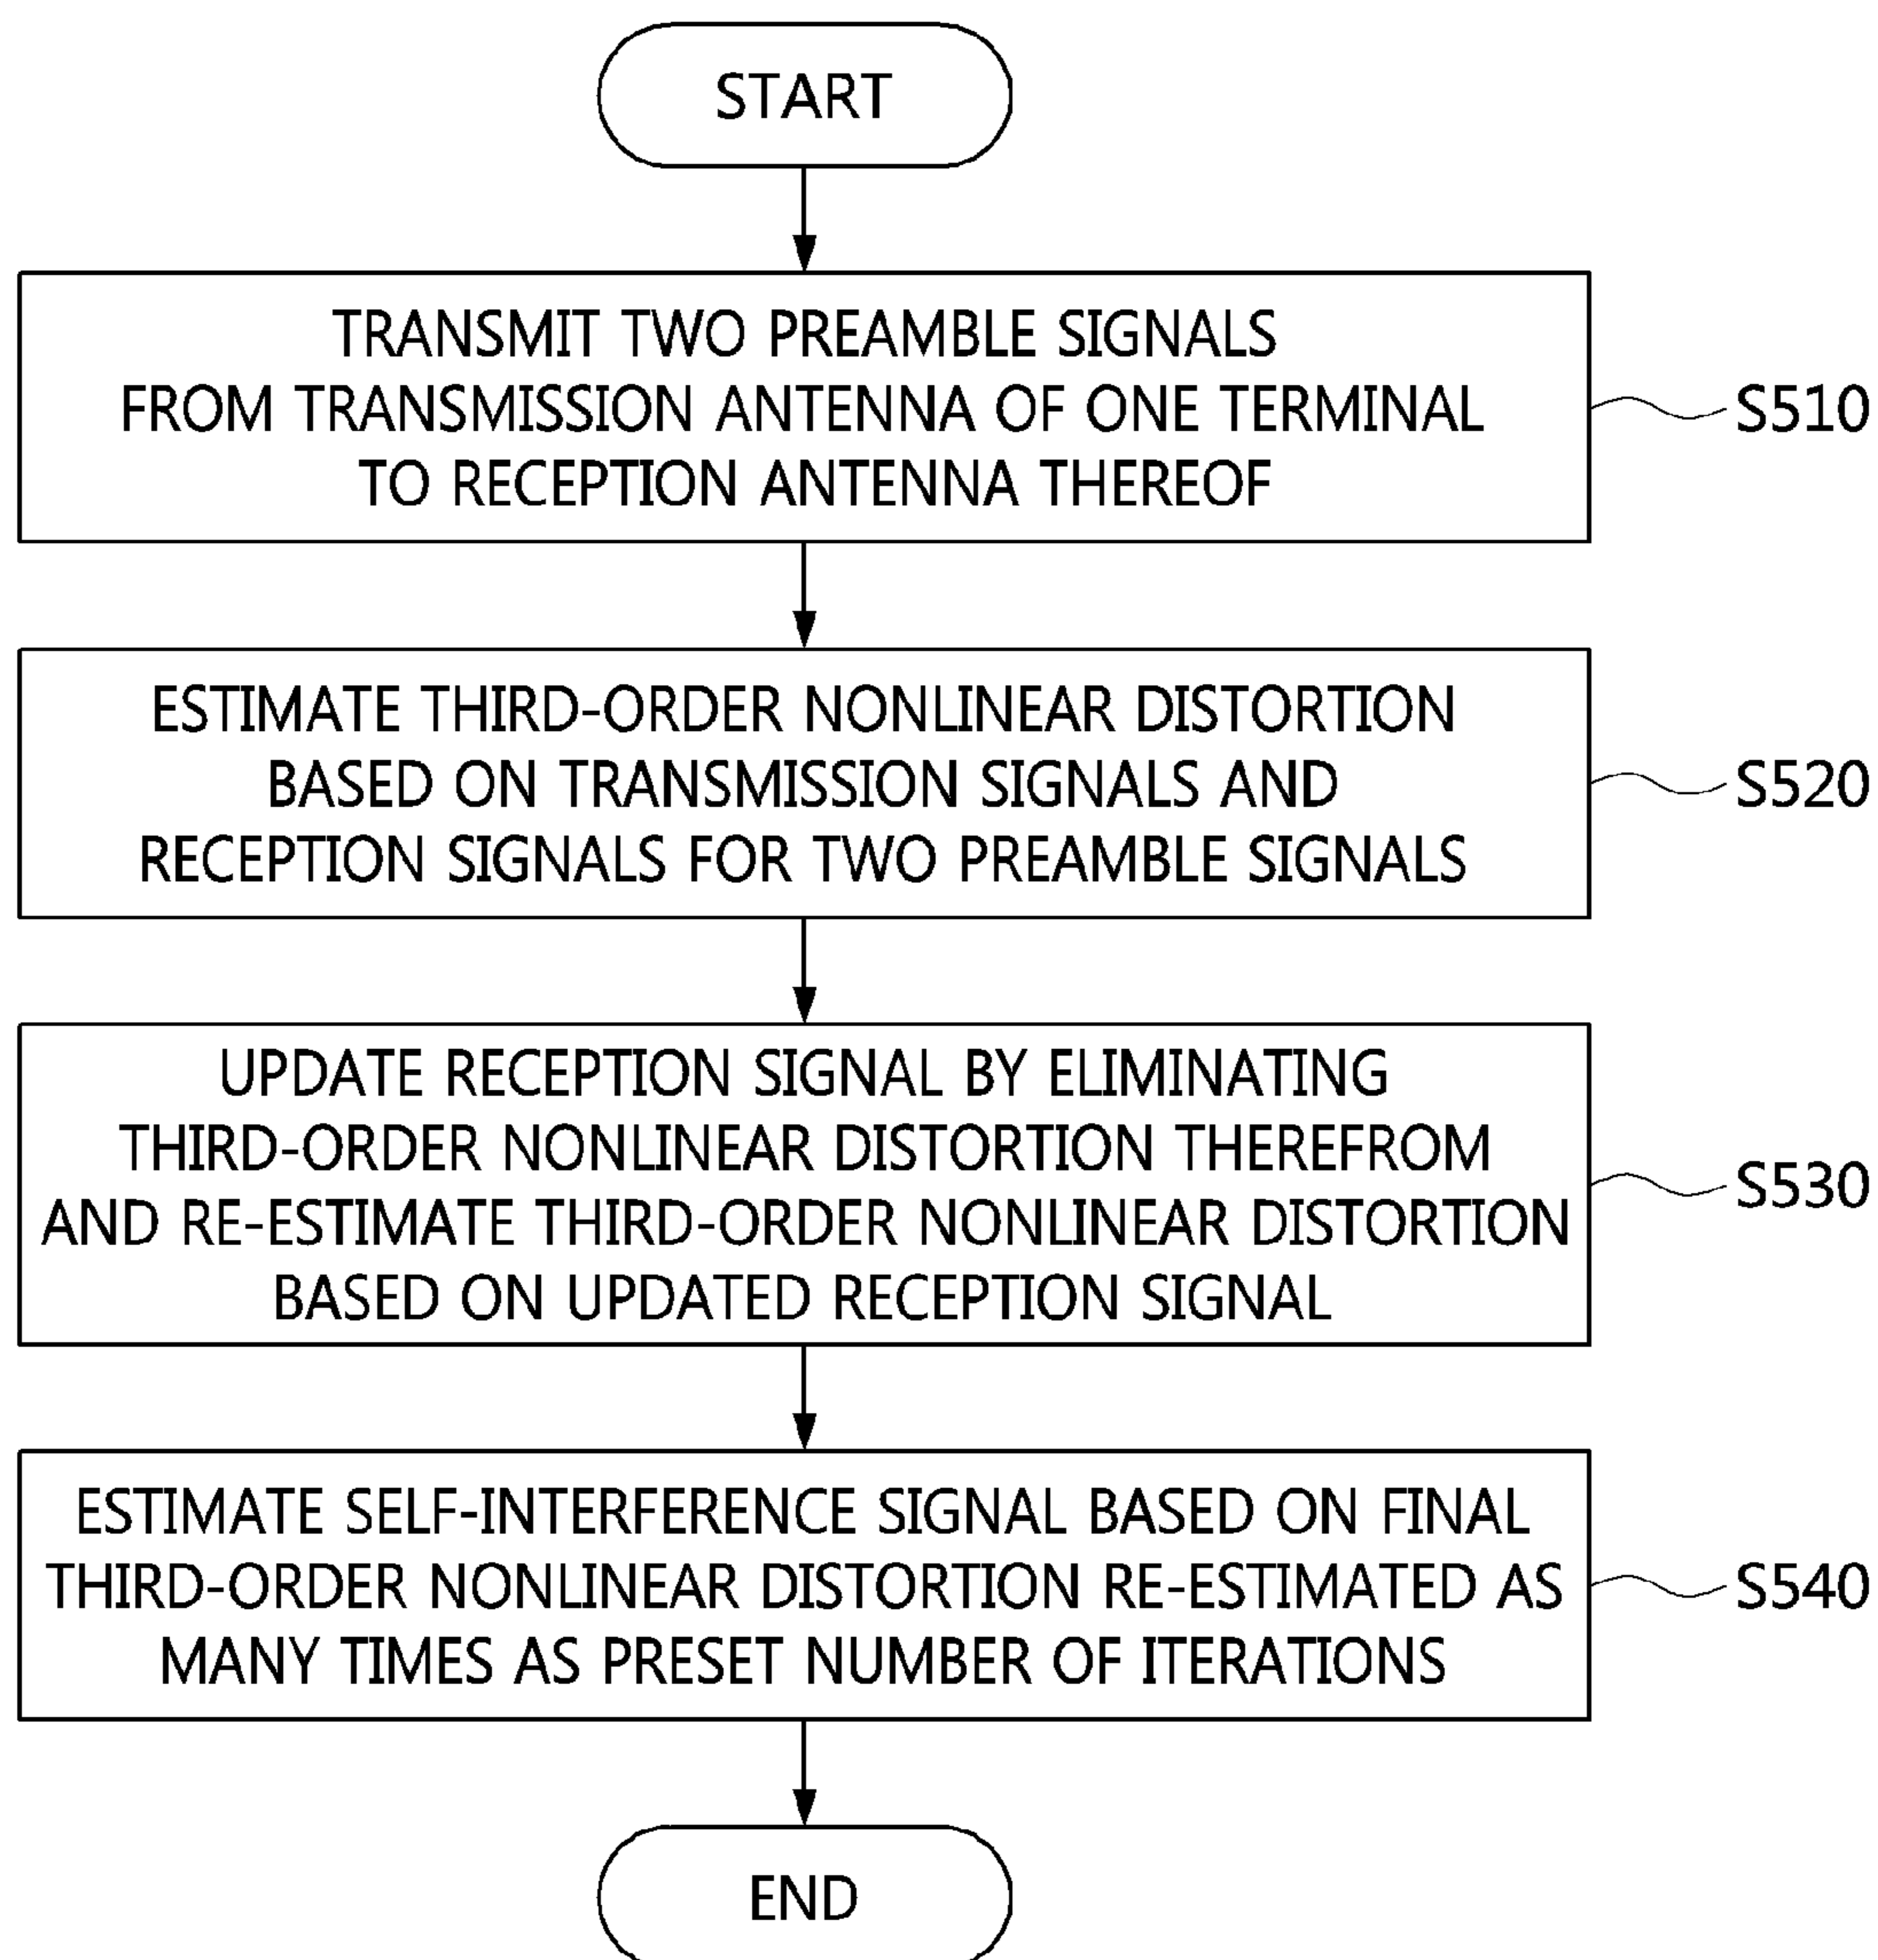 START
TRANSMIT TWO PREAMBLE SIGNALS
FROM TRANSMISSION ANTENNA OF ONE TERMINAL
TO RECEPTION ANTENNA THEREOF
S510
ESTIMATE THIRD-ORDER NONLINEAR DISTORTION
BASED ON TRANSMISSION SIGNALS AND
RECEPTION SIGNALS FOR TWO PREAMBLE SIGNALS
S520
UPDATE RECEPTION SIGNAL BY ELIMINATING
THIRD-ORDER NONLINEAR DISTORTION THEREFROM
AND RE-ESTIMATE THIRD-ORDER NONLINEAR DISTORTION
BASED ON UPDATED RECEPTION SIGNAL
S530
ESTIMATE SELF-INTERFERENCE SIGNAL BASED ON FINAL
THIRD-ORDER NONLINEAR DISTORTION RE-ESTIMATED AS
MANY TIMES AS PRESET NUMBER OF ITERATIONS
S540
END